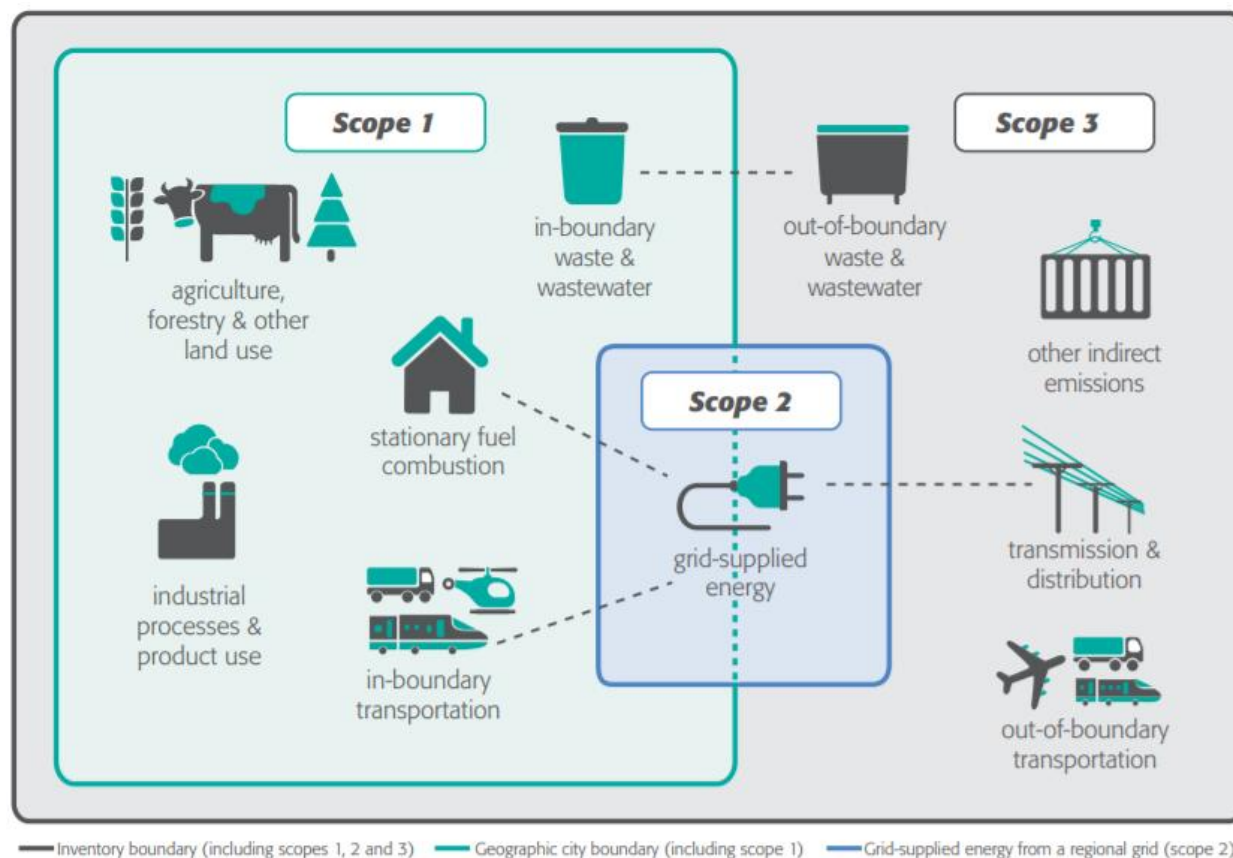 Scope 1
Scope 3
in-boundary
waste &
wastewater
out-of-boundary
waste &
wastewater
agriculture,
forestry & other
land use
other indirect
emissions
stationary fuel
combustion
Scope 2
grid-supplied
energy
transmission &
distribution
industrial
processes &
product use
in-boundary
transportation
out-of-boundary
transportation
Inventory boundary (including scopes 1, 2 and 3) Geographic city boundary (including scope 1) Grid-supplied energy from a regional grid (scope 2)